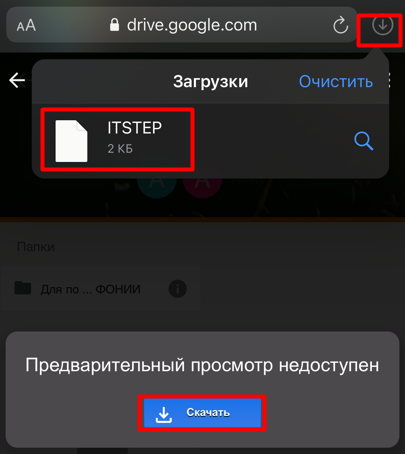 AA drive.google.com
Загрузки Очистить
ITSTEP
2 КБ
A A
Папки
Для по ... ФОНИИ
Предварительный просмотр недоступен
Скачать